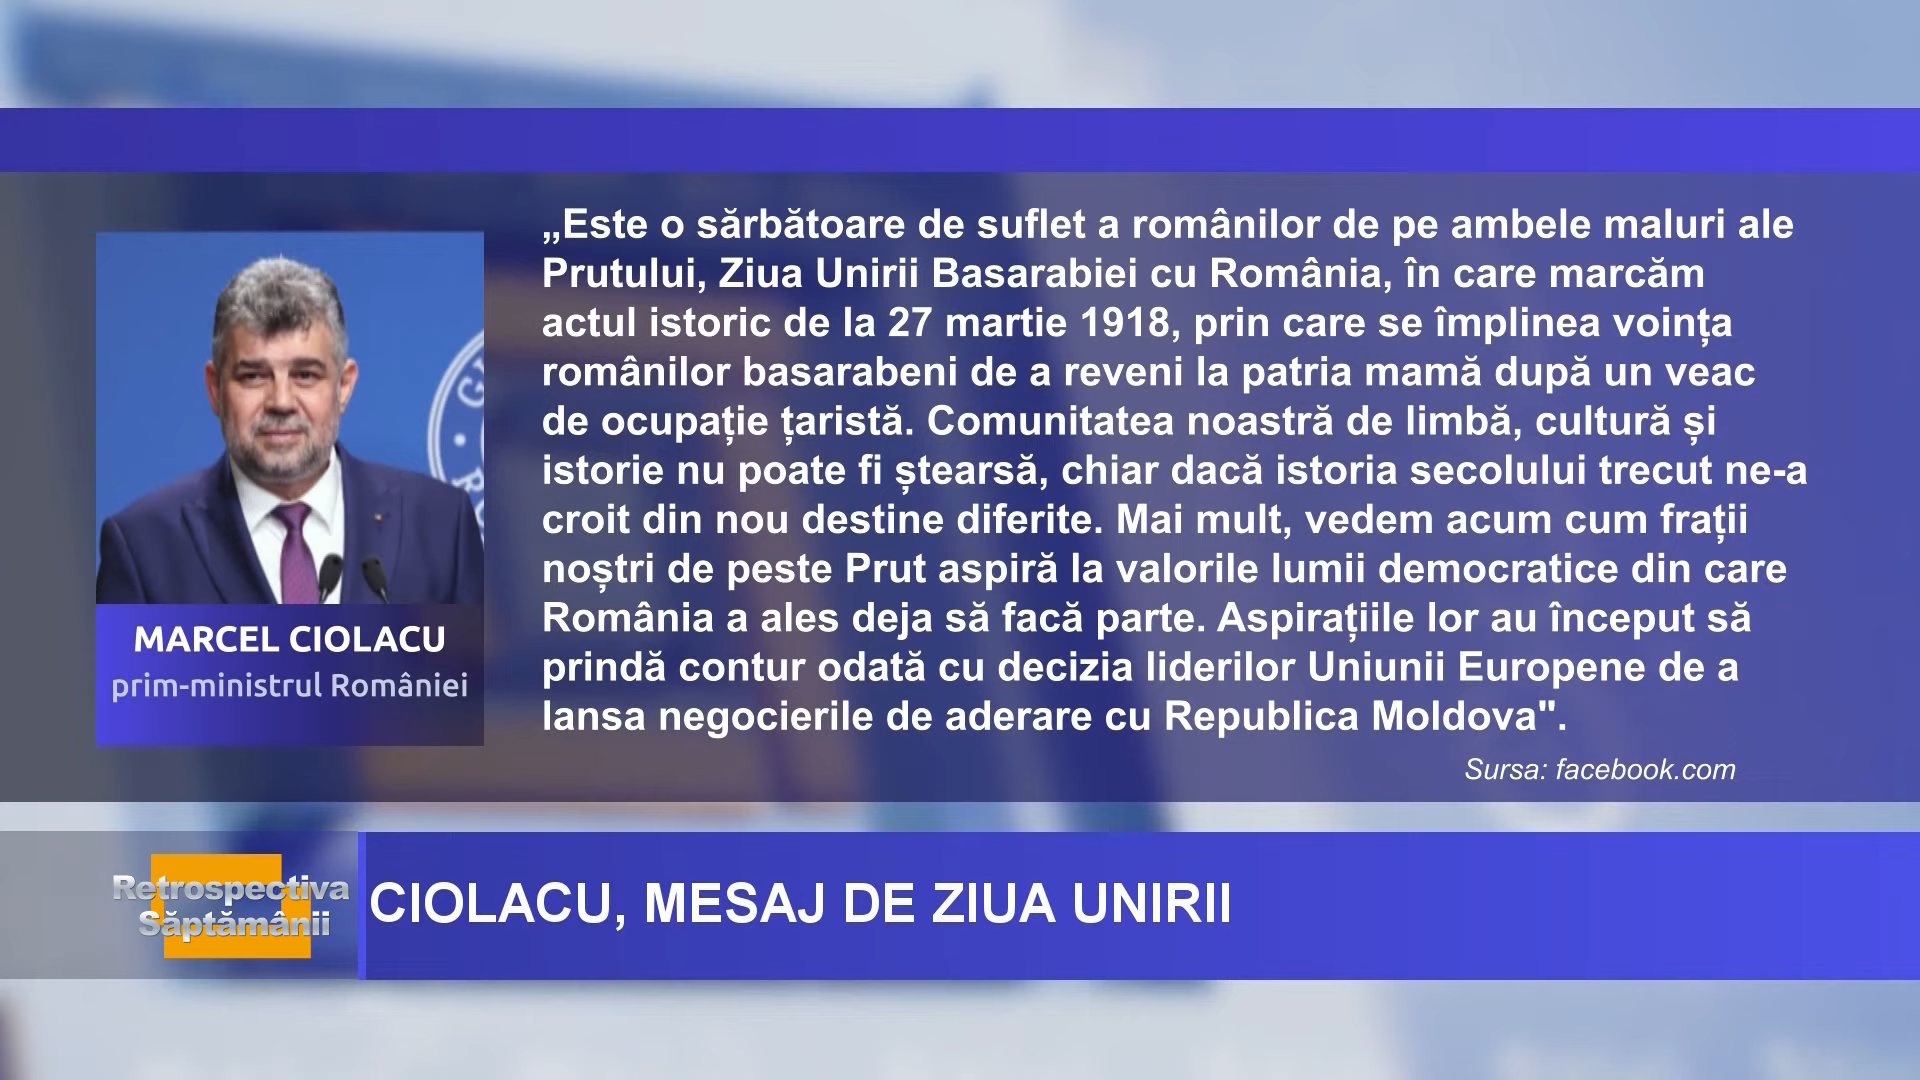 „Este o sărbătoare de suflet a românilor de pe ambele maluri ale
Prutului, Ziua Unirii Basarabiei cu România, în care marcăm
actul istoric de la 27 martie 1918, prin care se împlinea voința
românilor basarabeni de a reveni la patria mamă după un veac
de ocupație țaristă. Comunitatea noastră de limbă, cultură și
istorie nu poate fi ștearsă, chiar dacă istoria secolului trecut ne-a
croit din nou destine diferite. Mai mult, vedem acum cum frații
noștri de peste Prut aspiră la valorile lumii democratice din care
România a ales deja să facă parte. Aspirațiile lor au început să
prindă contur odată cu decizia liderilor Uniunii Europene de a
lansa negocierile de aderare cu Republica Moldova".
Sursa: facebook.com
MARCEL CIOLACU
prim-ministrul României
Retrospectiva
Săptămânii
CIOLACU, MESAJ DE ZIUA UNIRII